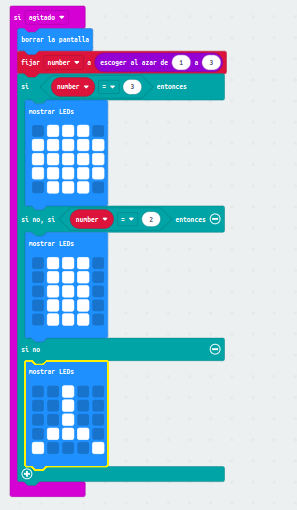 si agitado
borrar la pantalla
fijar number a escoger al azar de 1 a 3
si number = 3 entonces
mostrar LEDs
si no, si number = 2 entonces
mostrar LEDs
si no
mostrar LEDs